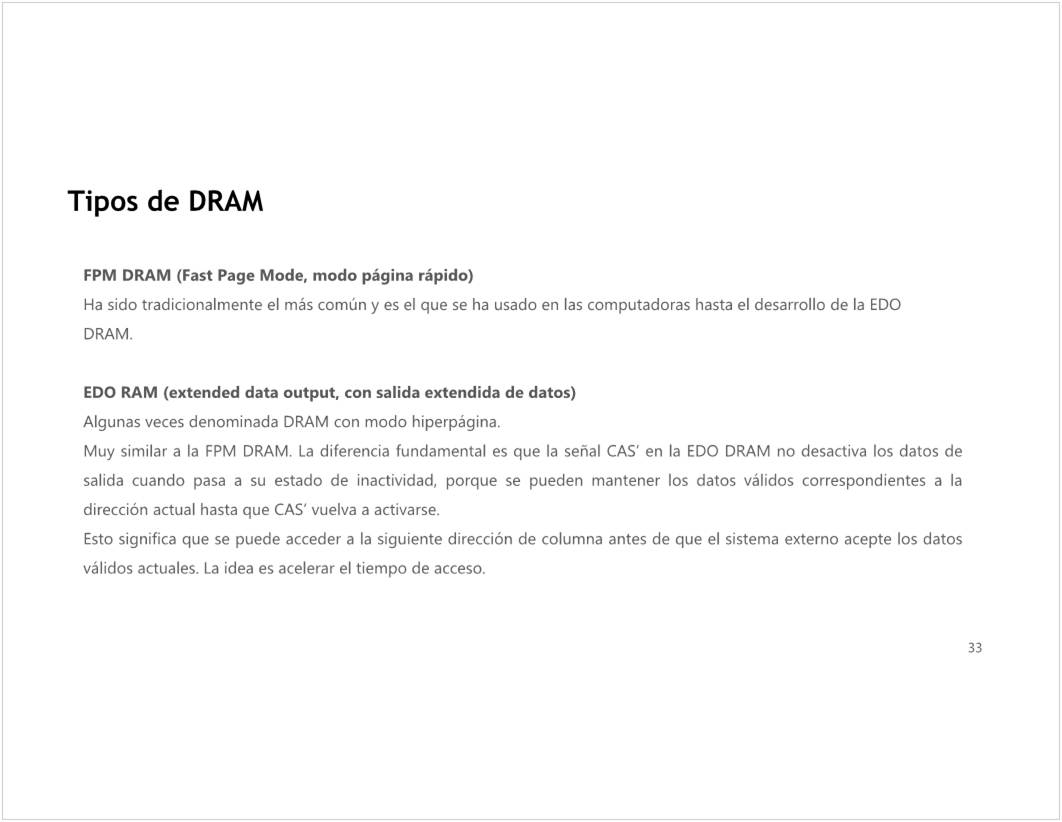 Tipos de DRAM
FPM DRAM (Fast Page Mode, modo página rápido)
Ha sido tradicionalmente el más común y es el que se ha usado en las computadoras hasta el desarrollo de la EDO
DRAM.
EDO RAM (extended data output, con salida extendida de datos)
Algunas veces denominada DRAM con modo hiperpágina.
Muy similar a la FPM DRAM. La diferencia fundamental es que la señal CAS’ en la EDO DRAM no desactiva los datos de
salida cuando pasa a su estado de inactividad, porque se pueden mantener los datos válidos correspondientes a la
dirección actual hasta que CAS’ vuelva a activarse.
Esto significa que se puede acceder a la siguiente dirección de columna antes de que el sistema externo acepte los datos
válidos actuales. La idea es acelerar el tiempo de acceso.
33